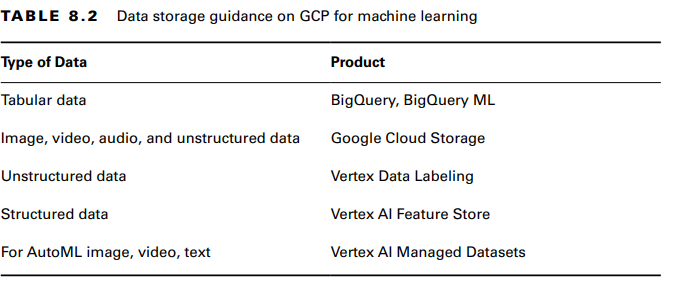 TABLE 8.2 Data storage guidance on GCP for machine learning
Type of Data Product
Tabular data BigQuery, BigQuery ML
Image, video, audio, and unstructured data Google Cloud Storage
Unstructured data Vertex Data Labeling
Structured data Vertex AI Feature Store
For AutoML image, video, text Vertex AI Managed Datasets